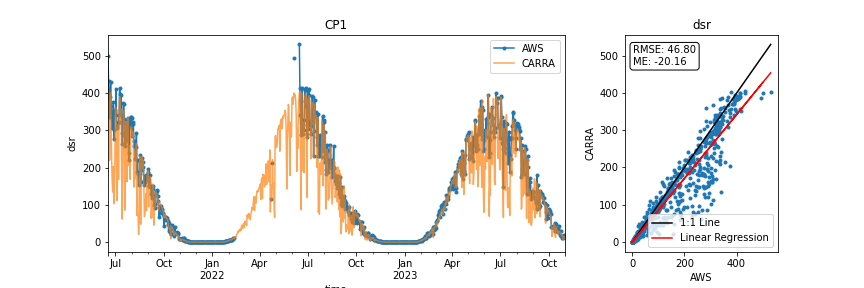 CP1
dsr
500
400
300
200
100
0
dsr
AWS
CARRA
Jul
Oct
Jan
2022
Apr
Jul
Oct
Jan
2023
Apr
Jul
Oct
time
dsr
500
400
300
200
100
0
CARRA
RMSE: 46.80
ME: -20.16
1:1 Line
Linear Regression
0
200
400
AWS